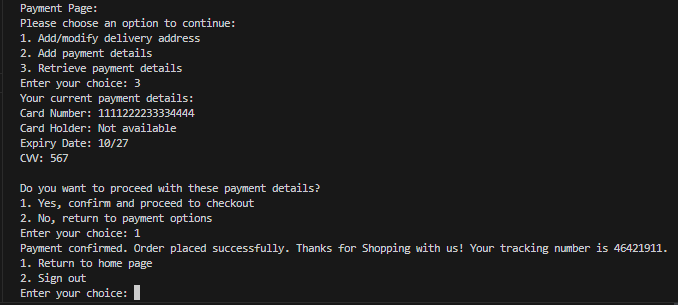 Payment Page:
Please choose an option to continue:
1. Add/modify delivery address
2. Add payment details
3. Retrieve payment details
Enter your choice: 3
Your current payment details:
Card Number: 1111222233334444
Card Holder: Not available
Expiry Date: 10/27
CVV: 567
Do you want to proceed with these payment details?
1. Yes, confirm and proceed to checkout
2. No, return to payment options
Enter your choice: 1
Payment confirmed. Order placed successfully. Thanks for Shopping with us! Your tracking number is 46421911.
1. Return to home page
2. Sign out
Enter your choice: